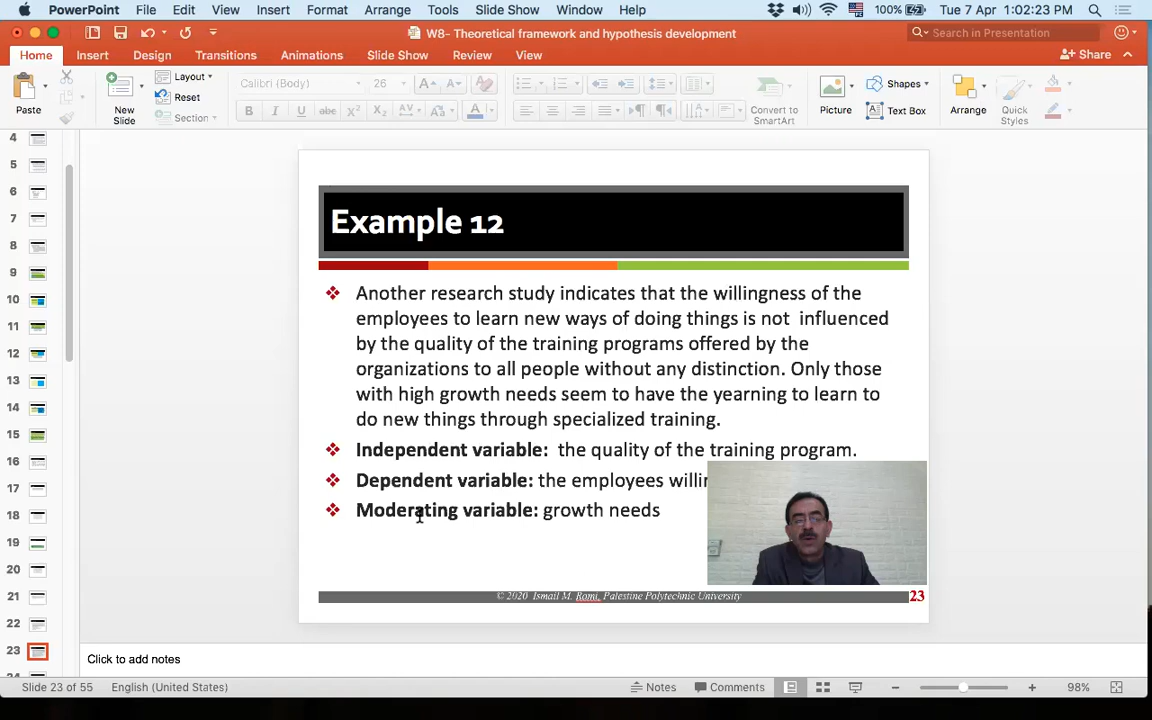 PowerPoint File Edit View Insert Format Arrange Tools Slide Show Window Help 100% Tue 7 Apr 1:02:23 PM
W8- Theoretical framework and hypothesis development
Search in Presentation
Home Insert Design Transitions Animations Slide Show Review View Share
Paste
New
Slide
Layout
Reset
Section
Calibri (Body) 26
B I U abc X² X₂ AV Aa A
Convert to
SmartArt
Picture
Shapes
Text Box
Arrange
Quick
Styles
4
5
6
7
8
9
10
11
12
13
14
15
16
17
18
19
20
21
22
23
Example 12
Another research study indicates that the willingness of the
employees to learn new ways of doing things is not influenced
by the quality of the training programs offered by the
organizations to all people without any distinction. Only those
with high growth needs seem to have the yearning to learn to
do new things through specialized training.
Independent variable: the quality of the training program.
Dependent variable: the employees
Moderating variable: growth needs
© 2020 Ismail M. Romi, Palestine Polytechnic University
23
Click to add notes
Slide 23 of 55 English (United States) Notes Comments 98%